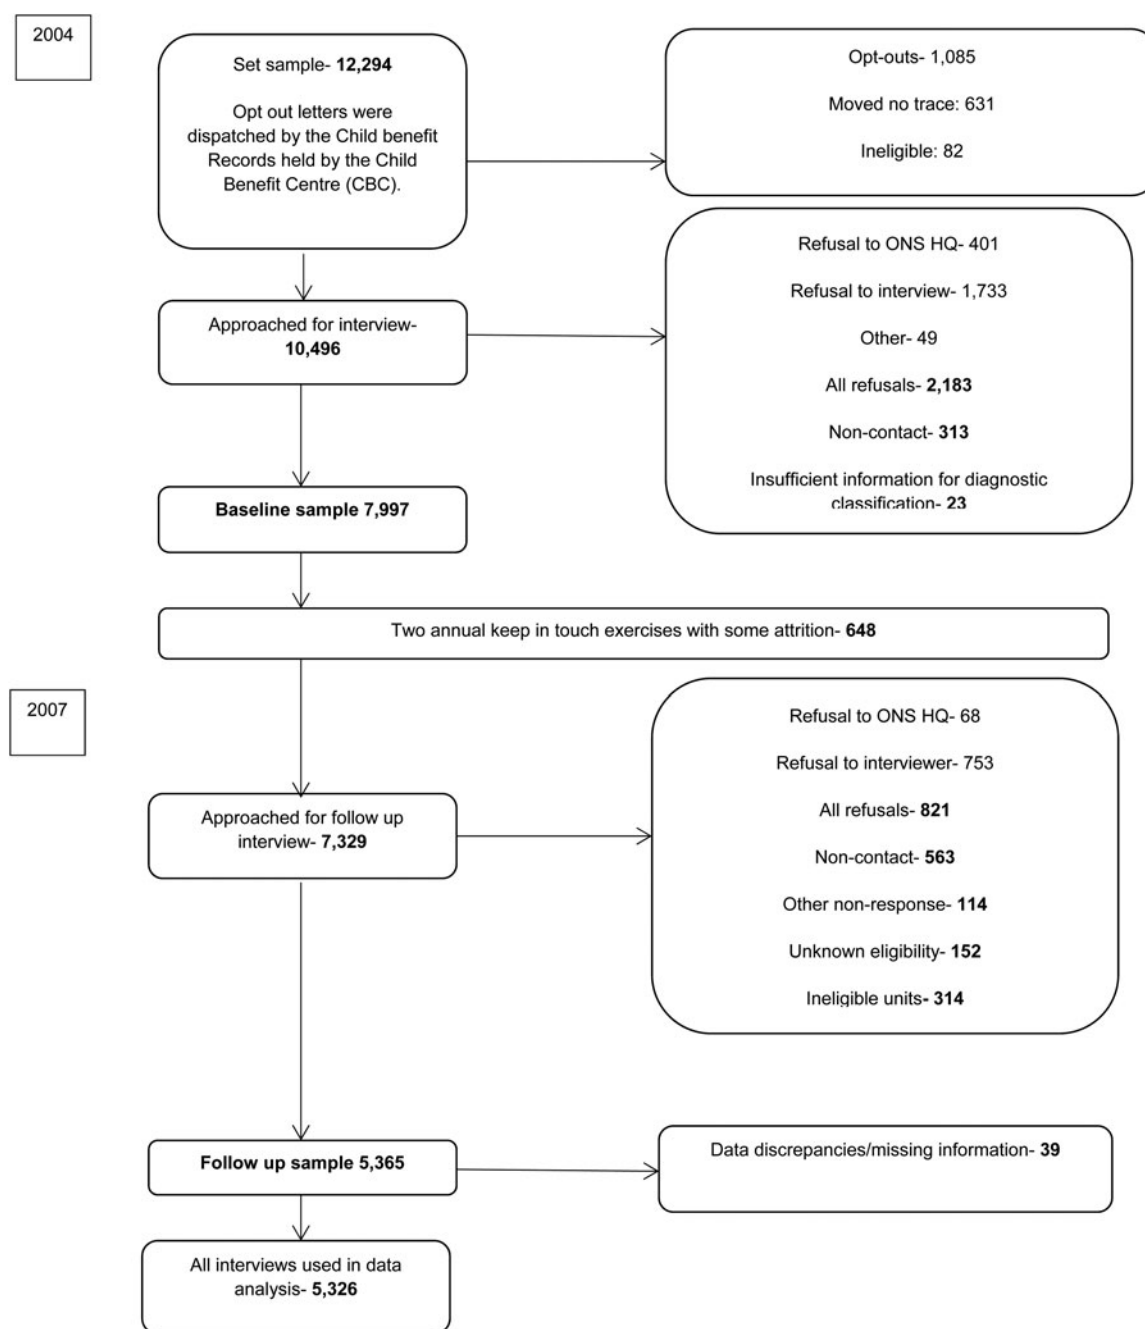 2004
Set sample- 12,294
Opt out letters were
dispatched by the Child benefit
Records held by the Child
Benefit Centre (CBC).
Opt-outs- 1,085
Moved no trace: 631
Ineligible: 82
Approached for interview-
10,496
Refusal to ONS HQ- 401
Refusal to interview- 1,733
Other- 49
All refusals- 2,183
Non-contact- 313
Insufficient information for diagnostic
classification- 23
Baseline sample 7,997
Two annual keep in touch exercises with some attrition- 648
2007
Approached for follow up
interview- 7,329
Refusal to ONS HQ- 68
Refusal to interviewer- 753
All refusals- 821
Non-contact- 563
Other non-response- 114
Unknown eligibility- 152
Ineligible units- 314
Follow up sample 5,365
Data discrepancies/missing information- 39
All interviews used in data
analysis- 5,326